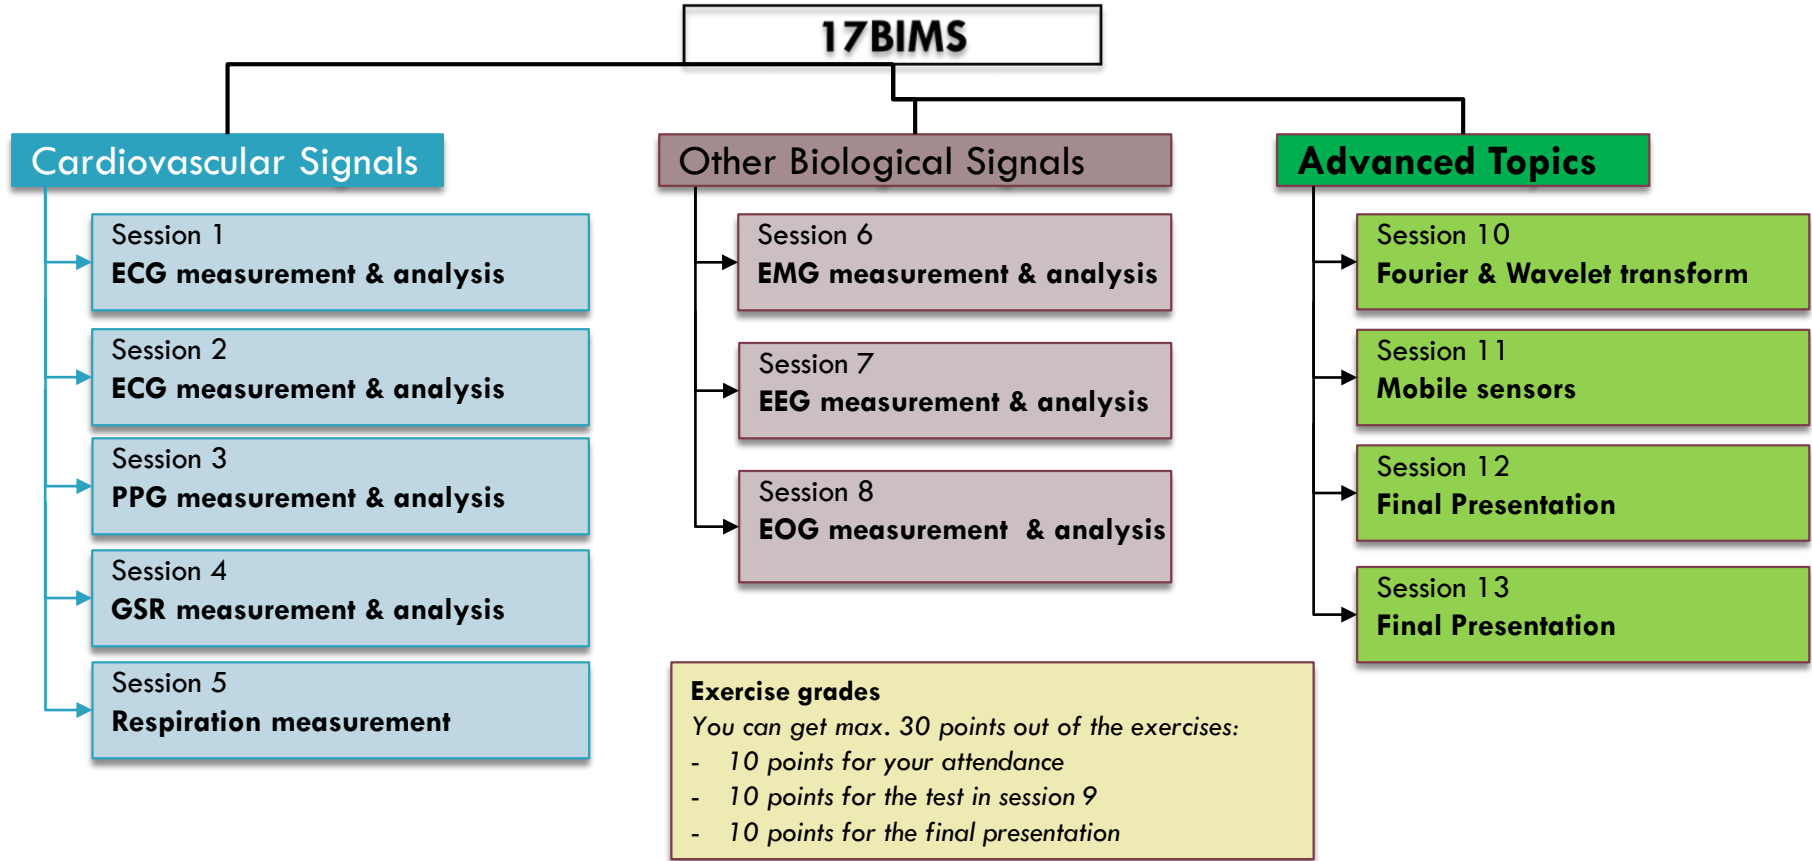 17BIMS
Cardiovascular Signals
Session 1
ECG measurement & analysis
Session 2
ECG measurement & analysis
Session 3
PPG measurement & analysis
Session 4
GSR measurement & analysis
Session 5
Respiration measurement
Other Biological Signals
Session 6
EMG measurement & analysis
Session 7
EEG measurement & analysis
Session 8
EOG measurement  & analysis
Advanced Topics
Session 10
Fourier & Wavelet transform
Session 11
Mobile sensors
Session 12
Final Presentation
Session 13
Final Presentation
Exercise grades
You can get max. 30 points out of the exercises:
- 10 points for your attendance
- 10 points for the test in session 9
- 10 points for the final presentation